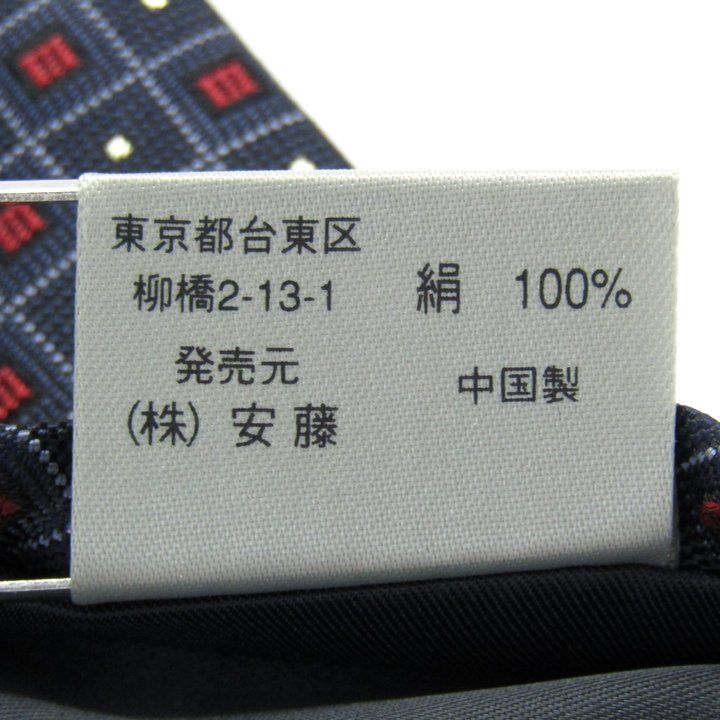 東京都台東区
柳橋2-13-1
発売元
(株) 安藤
絹 100%
中国製